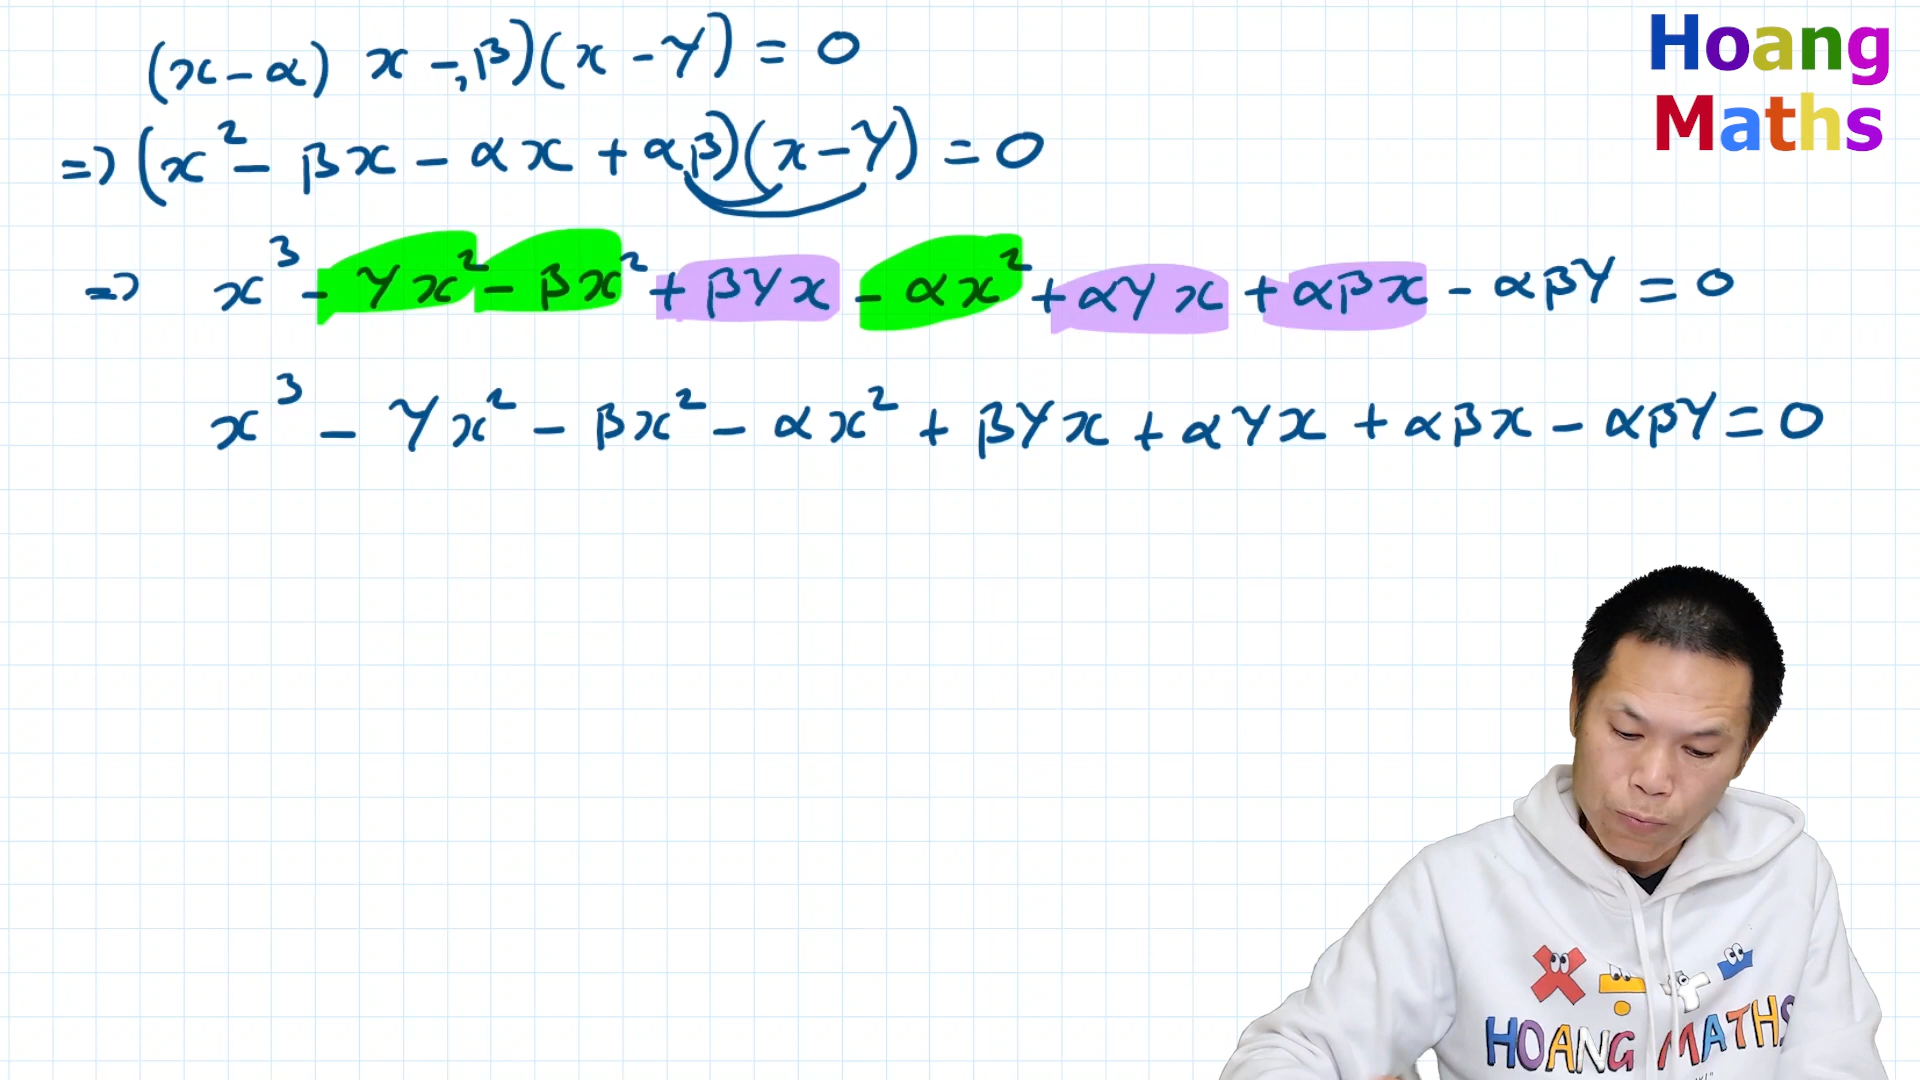 (x - α) x - β)(x - γ) = 0
Hoang
Maths
=> (x² - βx - αx + αβ)(x - γ) = 0
=> x³ - γx² - βx² + βγx - αx² + αγx + αβx - αβγ = 0
x³ - γx² - βx² - αx² + βγx + αγx + αβx - αβγ = 0
HOANG MATHS